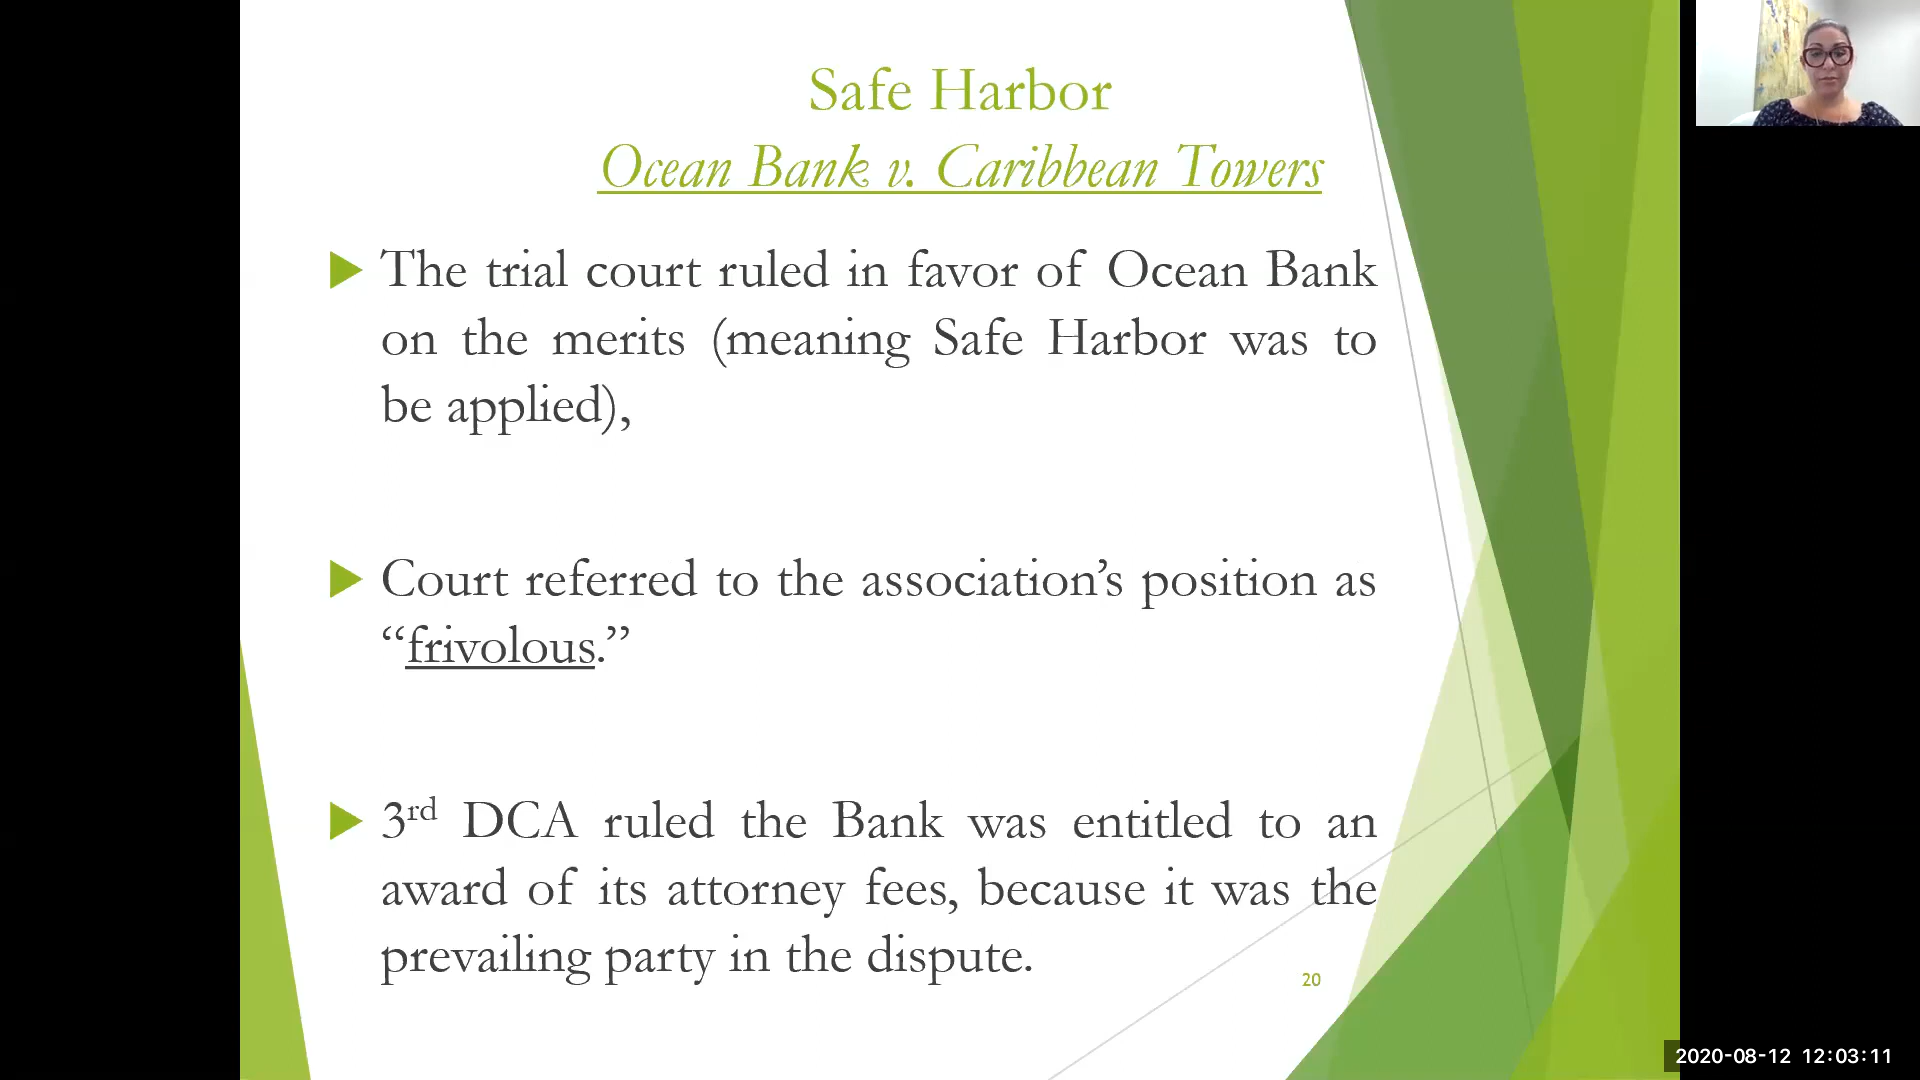 Safe Harbor
Ocean Bank v. Caribbean Towers
The trial court ruled in favor of Ocean Bank
on the merits (meaning Safe Harbor was to
be applied),
Court referred to the association’s position as
“frivolous.”
3rd DCA ruled the Bank was entitled to an
award of its attorney fees, because it was the
prevailing party in the dispute.
20
2020-08-12 12:03:11